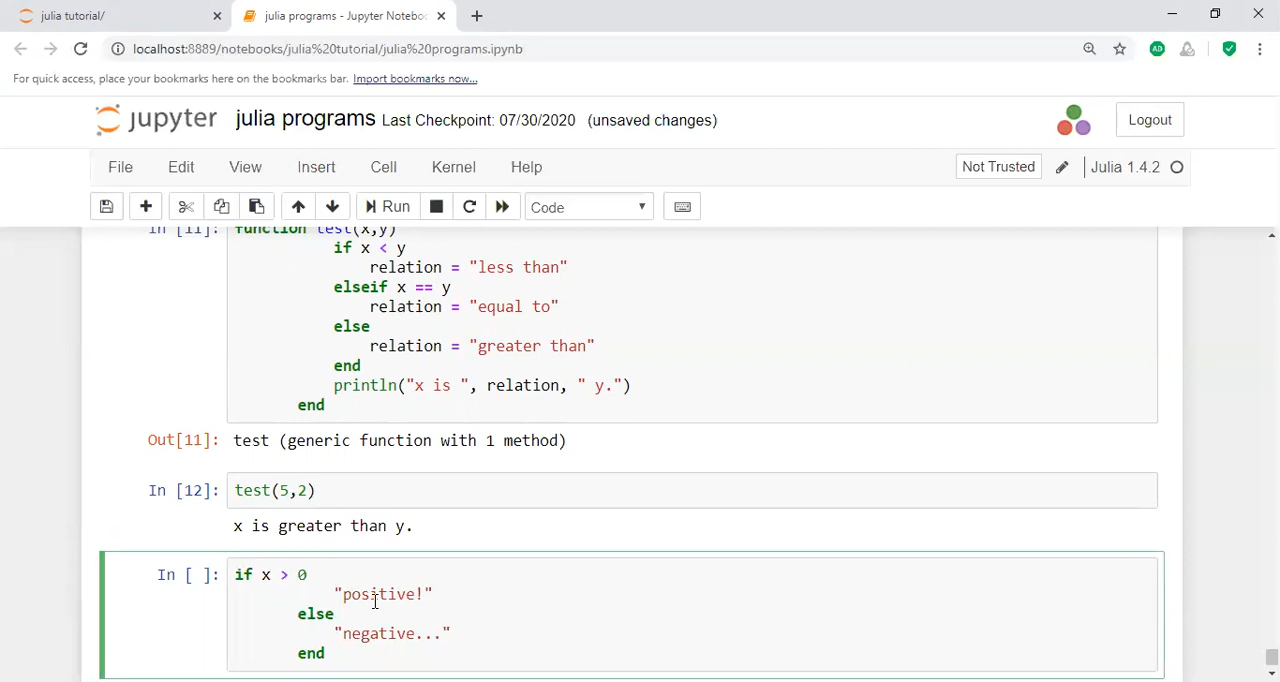 julia tutorial/
julia programs - Jupyter Noteboo
localhost:8889/notebooks/julia%20tutorial/julia%20programs.ipynb
For quick access, place your bookmarks here on the bookmarks bar. Import bookmarks now...
jupyter julia programs Last Checkpoint: 07/30/2020 (unsaved changes)
Logout
File Edit View Insert Cell Kernel Help
Not Trusted
Julia 1.4.2
Run
Code
In [11]: function test(x,y)
if x < y
relation = "less than"
elseif x == y
relation = "equal to"
else
relation = "greater than"
end
println("x is ", relation, " y.")
end
Out[11]: test (generic function with 1 method)
In [12]: test(5,2)
x is greater than y.
In [ ]: if x > 0
"positive!"
else
"negative..."
end